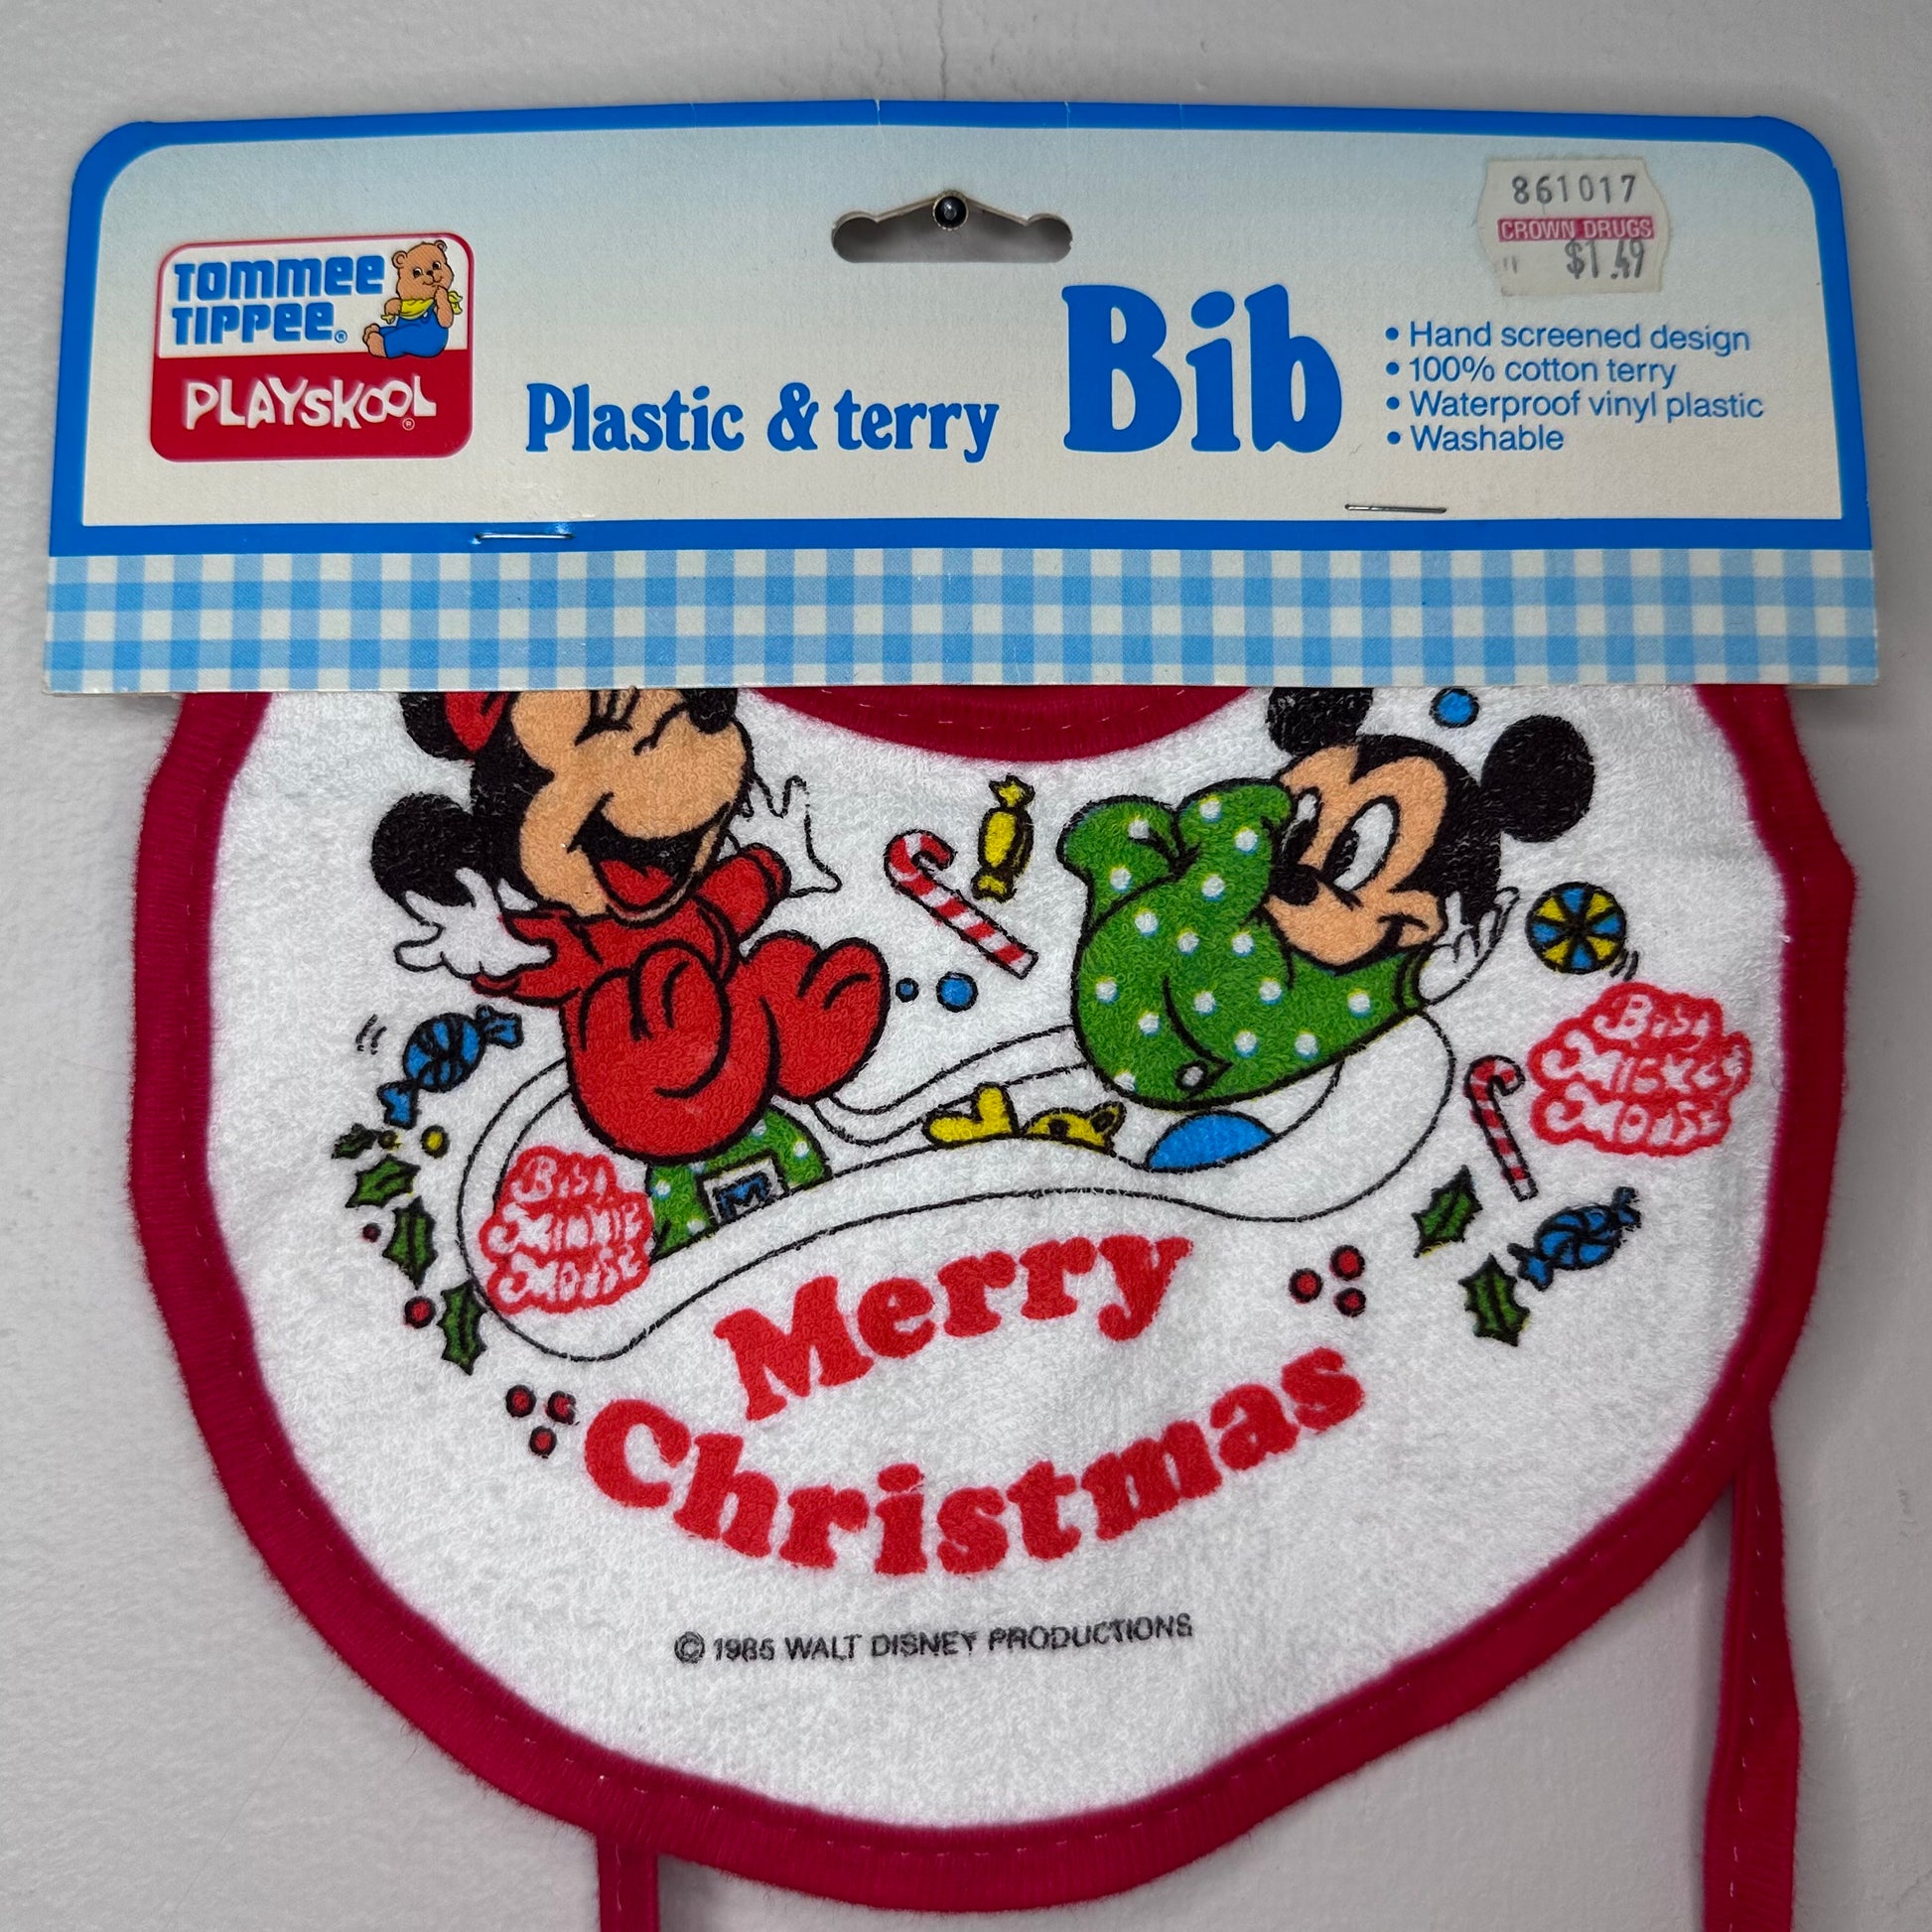 861017
CROWN DRUGS
$1.49
TOMMEE
TIPPEE®
PLAYSKOOL®
Plastic & terry Bib
• Hand screened design
• 100% cotton terry
• Waterproof vinyl plastic
• Washable
BABY
MICKEY
MOUSE
M
BABY
MINNIE
MOUSE
Merry
Christmas
© 1985 WALT DISNEY PRODUCTIONS